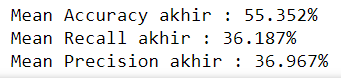 Mean Accuracy akhir : 55.352%
Mean Recall akhir : 36.187%
Mean Precision akhir : 36.967%